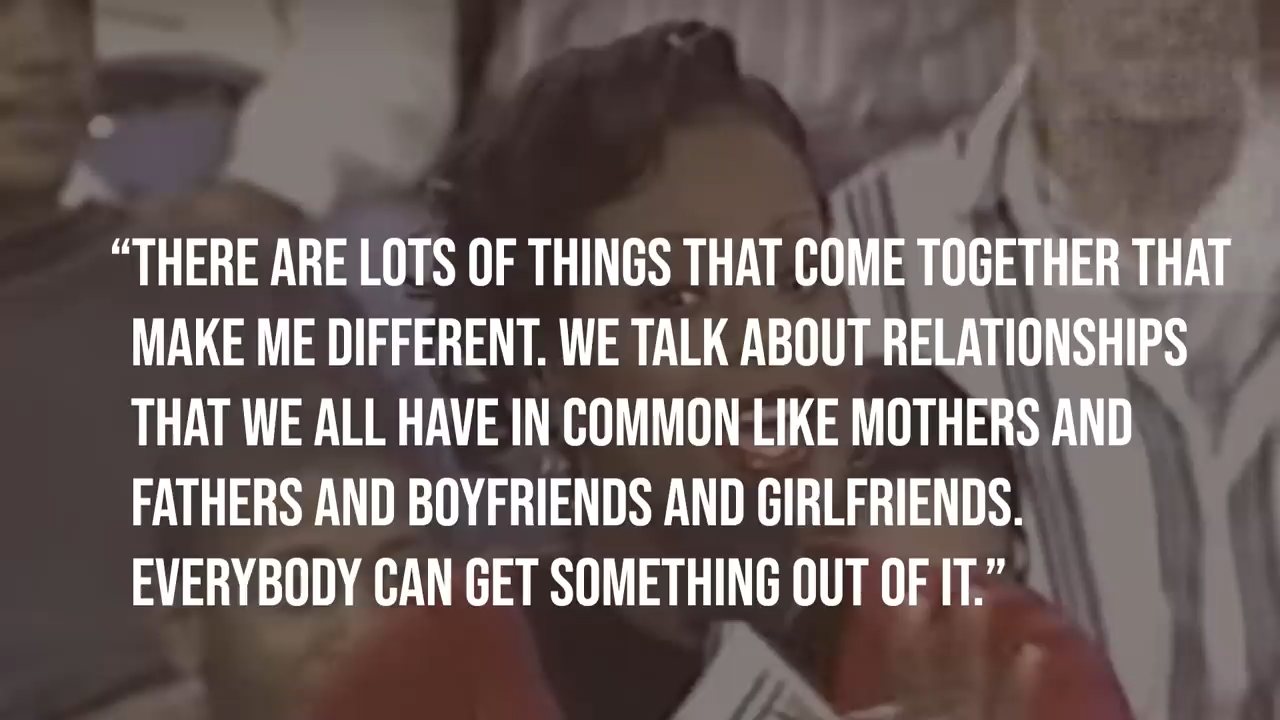 “THERE ARE LOTS OF THINGS THAT COME TOGETHER THAT
MAKE ME DIFFERENT. WE TALK ABOUT RELATIONSHIPS
THAT WE ALL HAVE IN COMMON LIKE MOTHERS AND
FATHERS AND BOYFRIENDS AND GIRLFRIENDS.
EVERYBODY CAN GET SOMETHING OUT OF IT.”